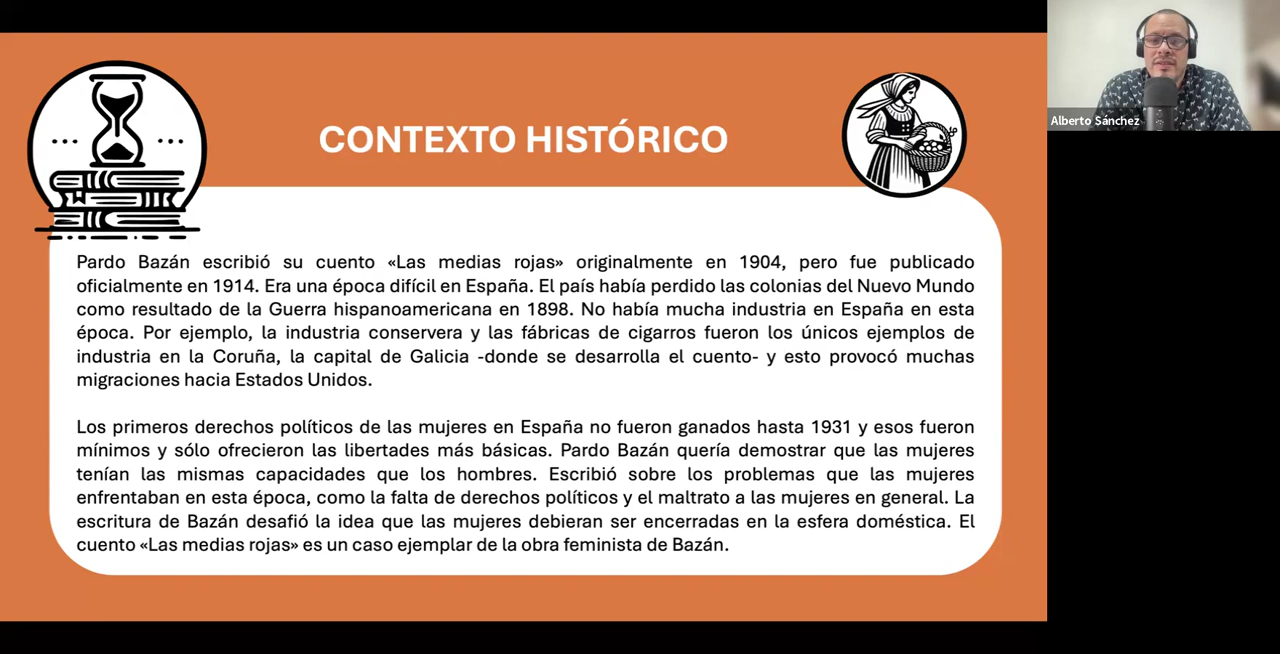 CONTEXTO HISTÓRICO
Alberto Sánchez
Pardo Bazán escribió su cuento «Las medias rojas» originalmente en 1904, pero fue publicado
oficialmente en 1914. Era una época difícil en España. El país había perdido las colonias del Nuevo Mundo
como resultado de la Guerra hispanoamericana en 1898. No había mucha industria en España en esta
época. Por ejemplo, la industria conservera y las fábricas de cigarros fueron los únicos ejemplos de
industria en la Coruña, la capital de Galicia -donde se desarrolla el cuento- y esto provocó muchas
migraciones hacia Estados Unidos.
Los primeros derechos políticos de las mujeres en España no fueron ganados hasta 1931 y esos fueron
mínimos y sólo ofrecieron las libertades más básicas. Pardo Bazán quería demostrar que las mujeres
tenían las mismas capacidades que los hombres. Escribió sobre los problemas que las mujeres
enfrentaban en esta época, como la falta de derechos políticos y el maltrato a las mujeres en general. La
escritura de Bazán desafió la idea que las mujeres debieran ser encerradas en la esfera doméstica. El
cuento «Las medias rojas» es un caso ejemplar de la obra feminista de Bazán.